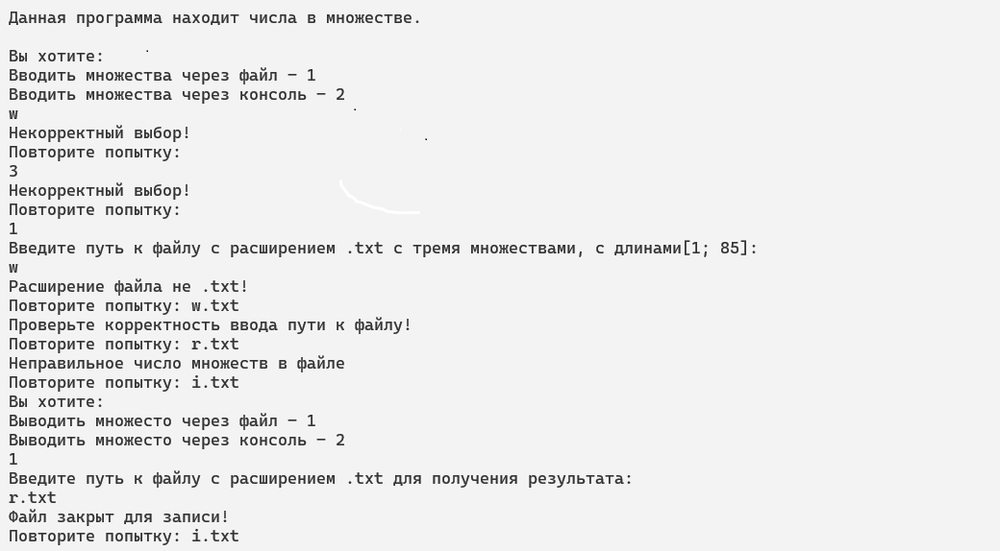 Данная программа находит числа в множестве.
Вы хотите:
Вводить множества через файл – 1
Вводить множества через консоль – 2
w
Некорректный выбор!
Повторите попытку:
3
Некорректный выбор!
Повторите попытку:
1
Введите путь к файлу с расширением .txt с тремя множествами, с длинами[1; 85]:
w
Расширение файла не .txt!
Повторите попытку: w.txt
Проверьте корректность ввода пути к файлу!
Повторите попытку: r.txt
Неправильное число множеств в файле
Повторите попытку: i.txt
Вы хотите:
Выводить множесто через файл – 1
Выводить множесто через консоль – 2
1
Введите путь к файлу с расширением .txt для получения результата:
r.txt
Файл закрыт для записи!
Повторите попытку: i.txt